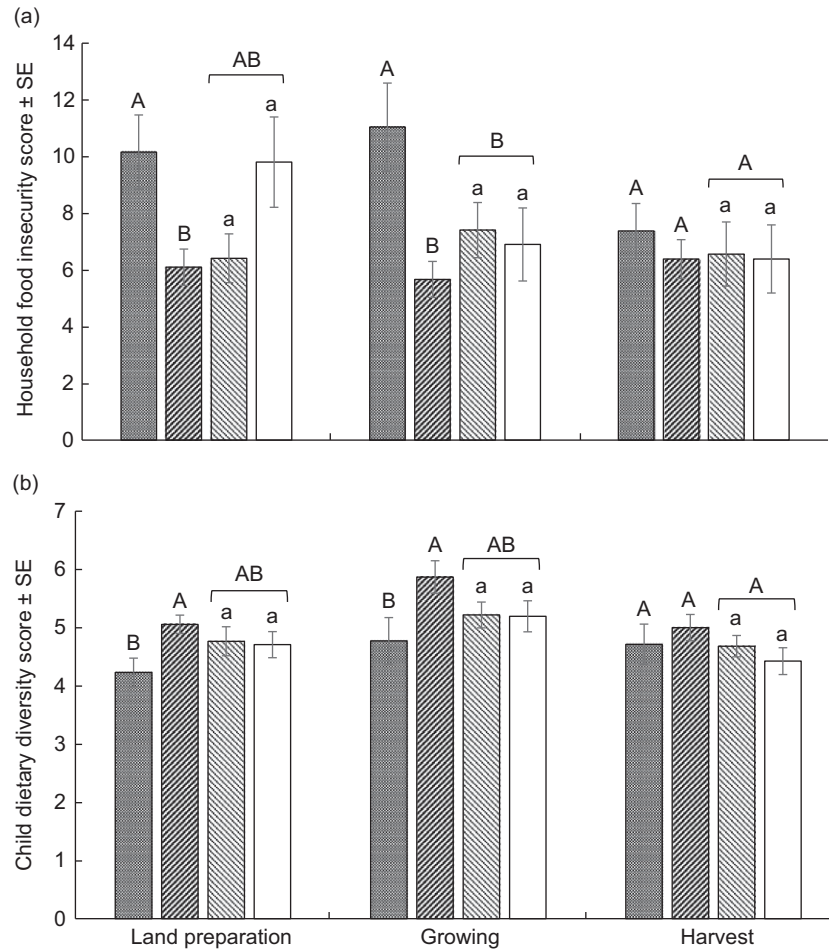 (a)
Household food insecurity score ± SE
14
12
10
8
6
4
2
0
A
B
a
a
AB
A
B
a
a
B
A
A
a
a
A
(b)
Child dietary diversity score ± SE
7
6
5
4
3
2
1
0
B
A
a
a
AB
B
A
a
a
AB
A
A
a
a
A
Land preparation
Growing
Harvest